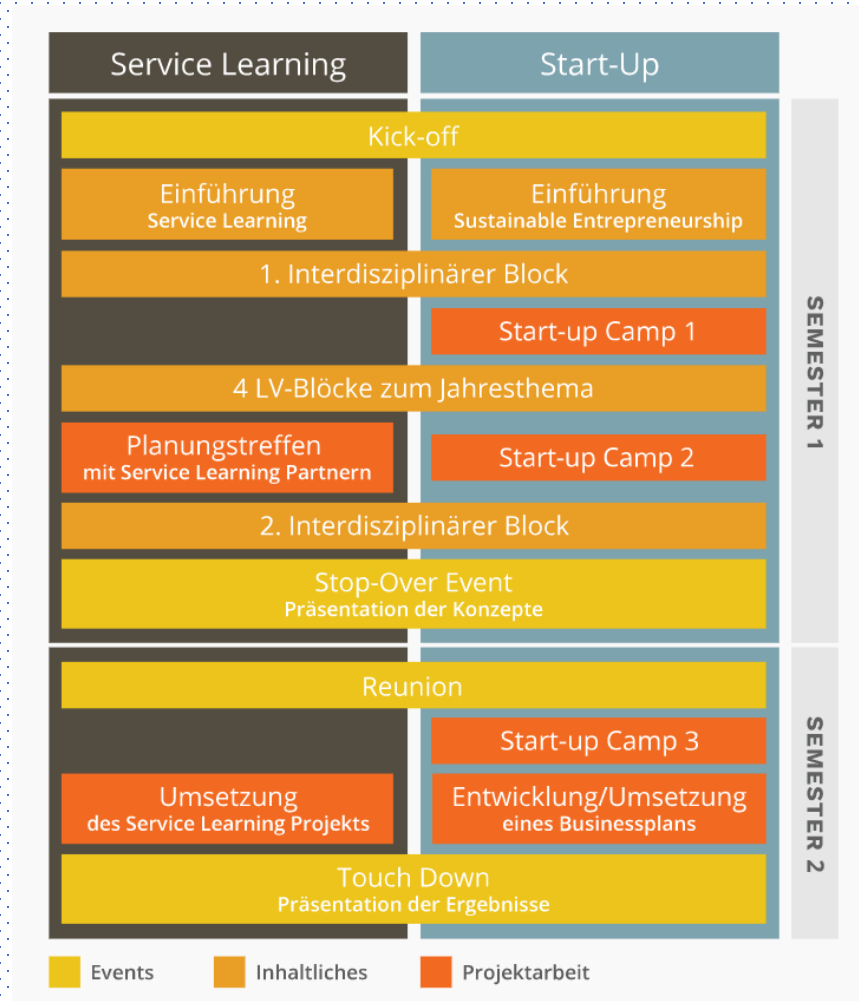 Service Learning
Start-Up
Kick-off
Einführung
Service Learning
Einführung
Sustainable Entrepreneurship
1. Interdisziplinärer Block
Start-up Camp 1
4 LV-Blöcke zum Jahresthema
Planungstreffen
mit Service Learning Partnern
Start-up Camp 2
2. Interdisziplinärer Block
Stop-Over Event
Präsentation der Konzepte
SEMESTER 1
Reunion
Start-up Camp 3
Umsetzung
des Service Learning Projekts
Entwicklung/Umsetzung
eines Businessplans
Touch Down
Präsentation der Ergebnisse
SEMESTER 2
Events
Inhaltliches
Projektarbeit